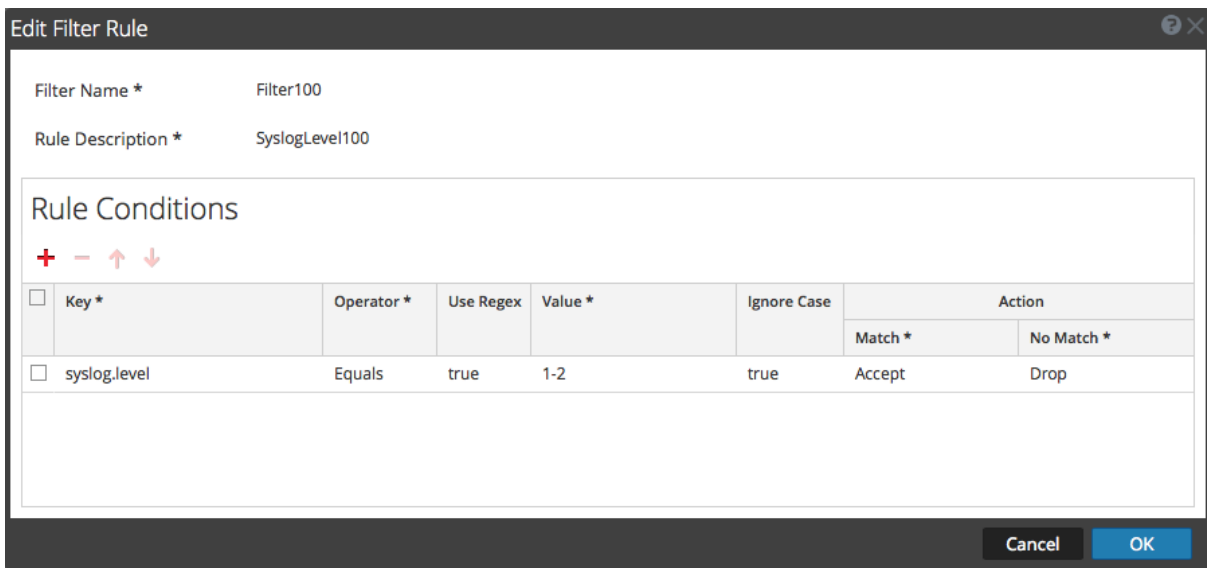 Edit Filter Rule
Filter Name * Filter100
Rule Description * SyslogLevel100
Rule Conditions
Key * Operator * Use Regex Value * Ignore Case Action
Match * No Match *
syslog.level Equals true 1-2 true Accept Drop
Cancel OK